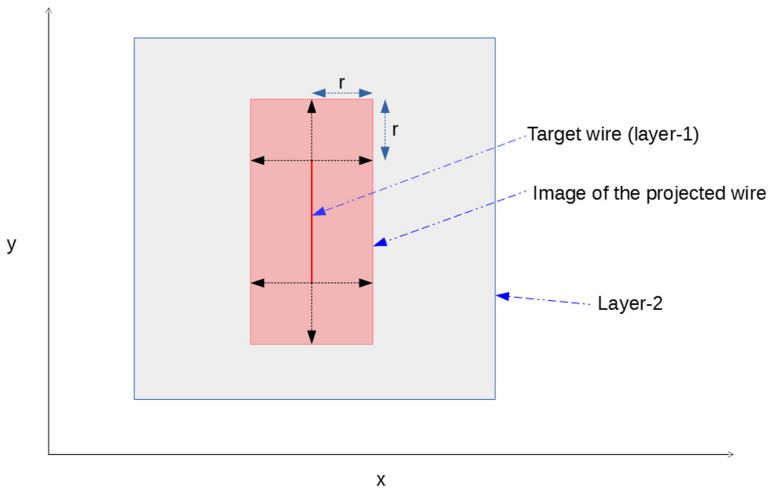 r
r
Target wire (layer-1)
Image of the projected wire
y
Layer-2
x